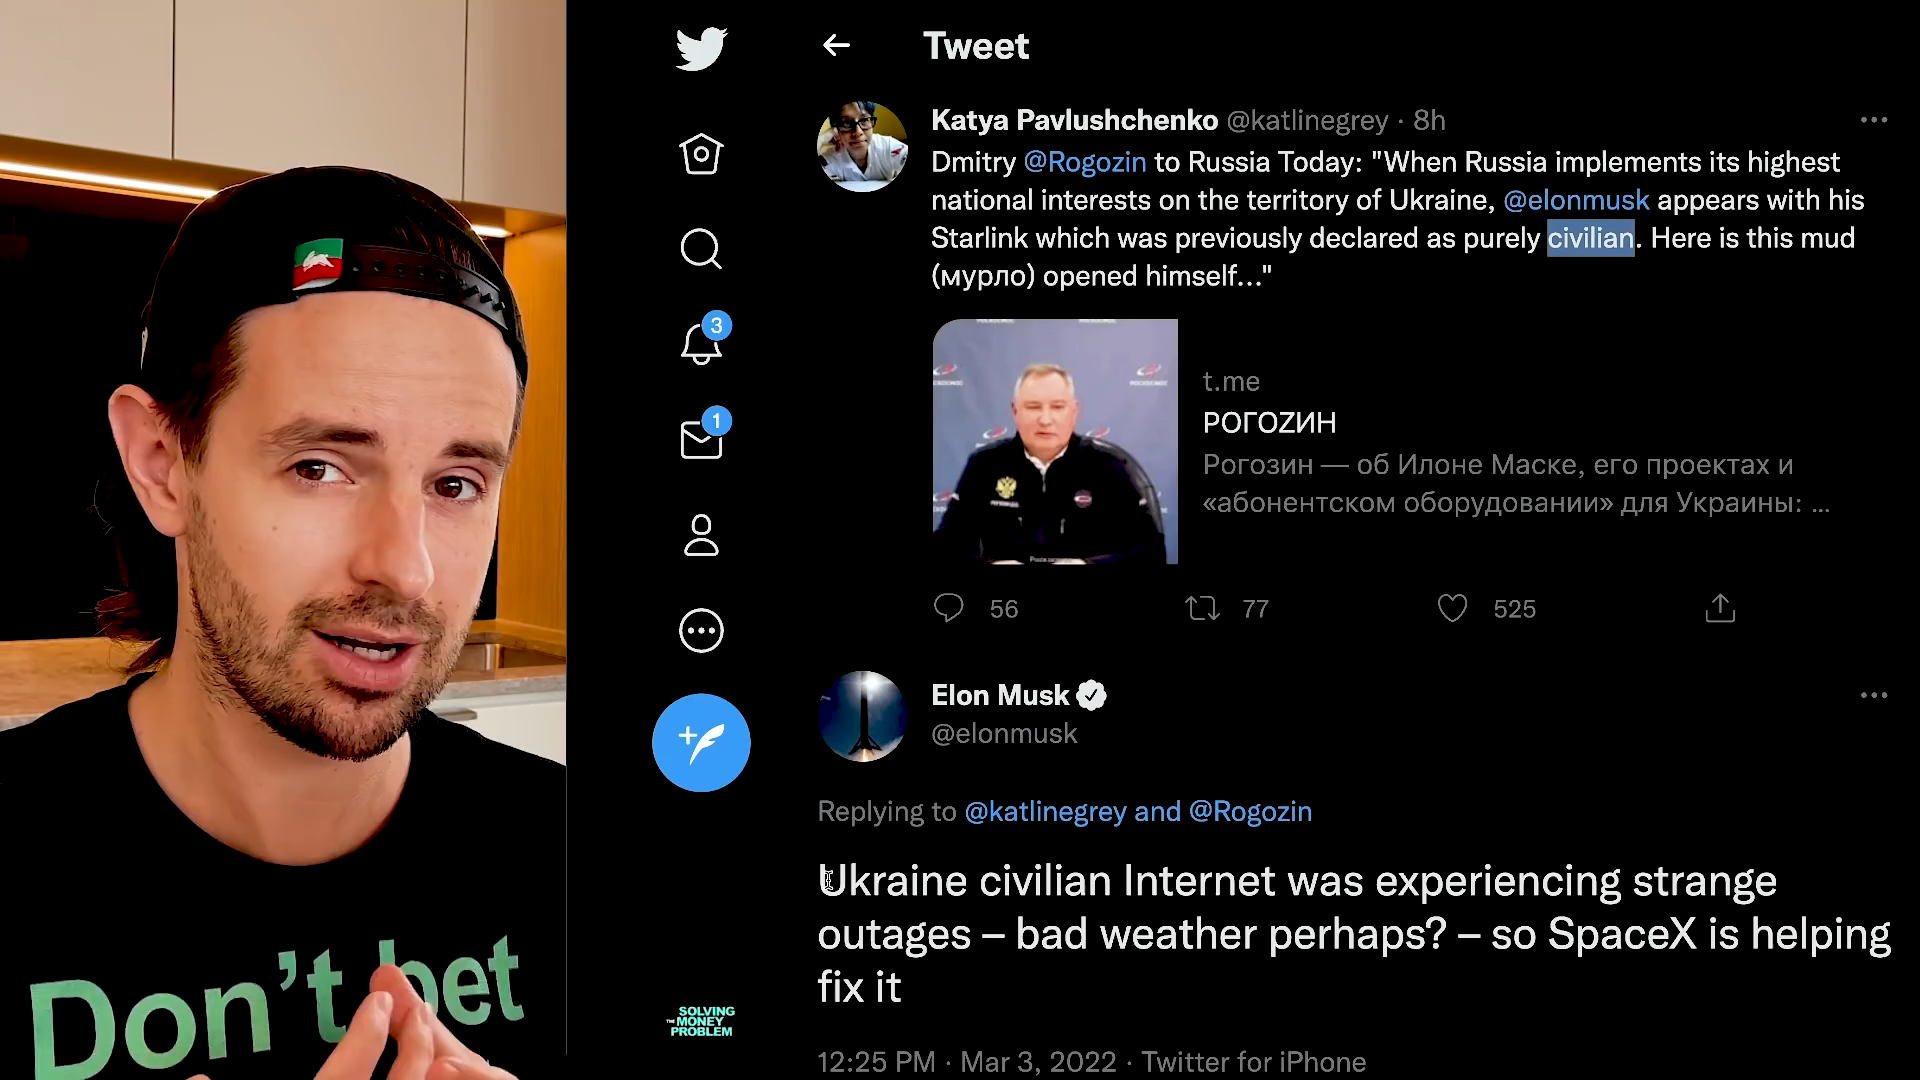 Tweet
Katya Pavlushchenko @katlinegrey · 8h
Dmitry @Rogozin to Russia Today: "When Russia implements its highest
national interests on the territory of Ukraine, @elonmusk appears with his
Starlink which was previously declared as purely civilian. Here is this mud
(мурло) opened himself..."
t.me
РОГОZИН
Рогозин — об Илоне Маске, его проектах и
«абонентском оборудовании» для Украины: ...
56 77 525
3
1
Elon Musk
@elonmusk
Replying to @katlinegrey and @Rogozin
Ukraine civilian Internet was experiencing strange
outages – bad weather perhaps? – so SpaceX is helping
fix it
12:25 PM · Mar 3, 2022 · Twitter for iPhone
SOLVING
THE MONEY
PROBLEM
Don't bet